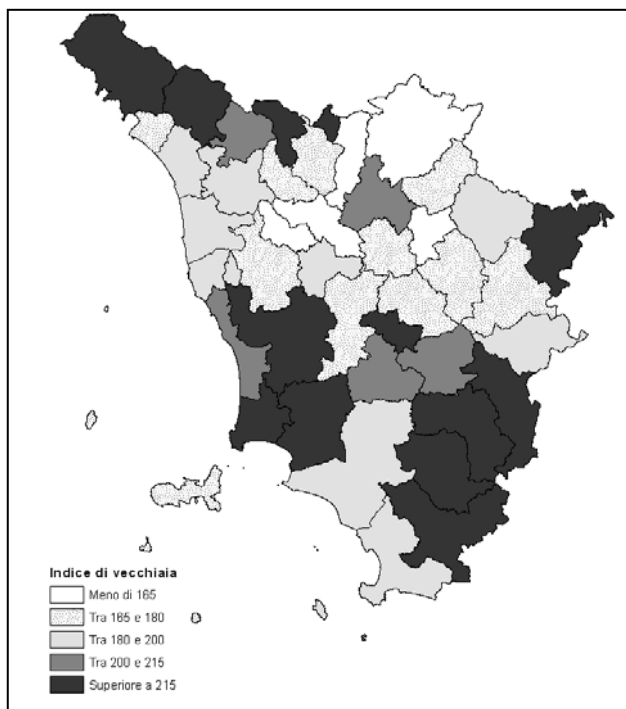 Indice di vecchiaia
Meno di 165
Tra 165 e 180
Tra 180 e 200
Tra 200 e 215
Superiore a 215